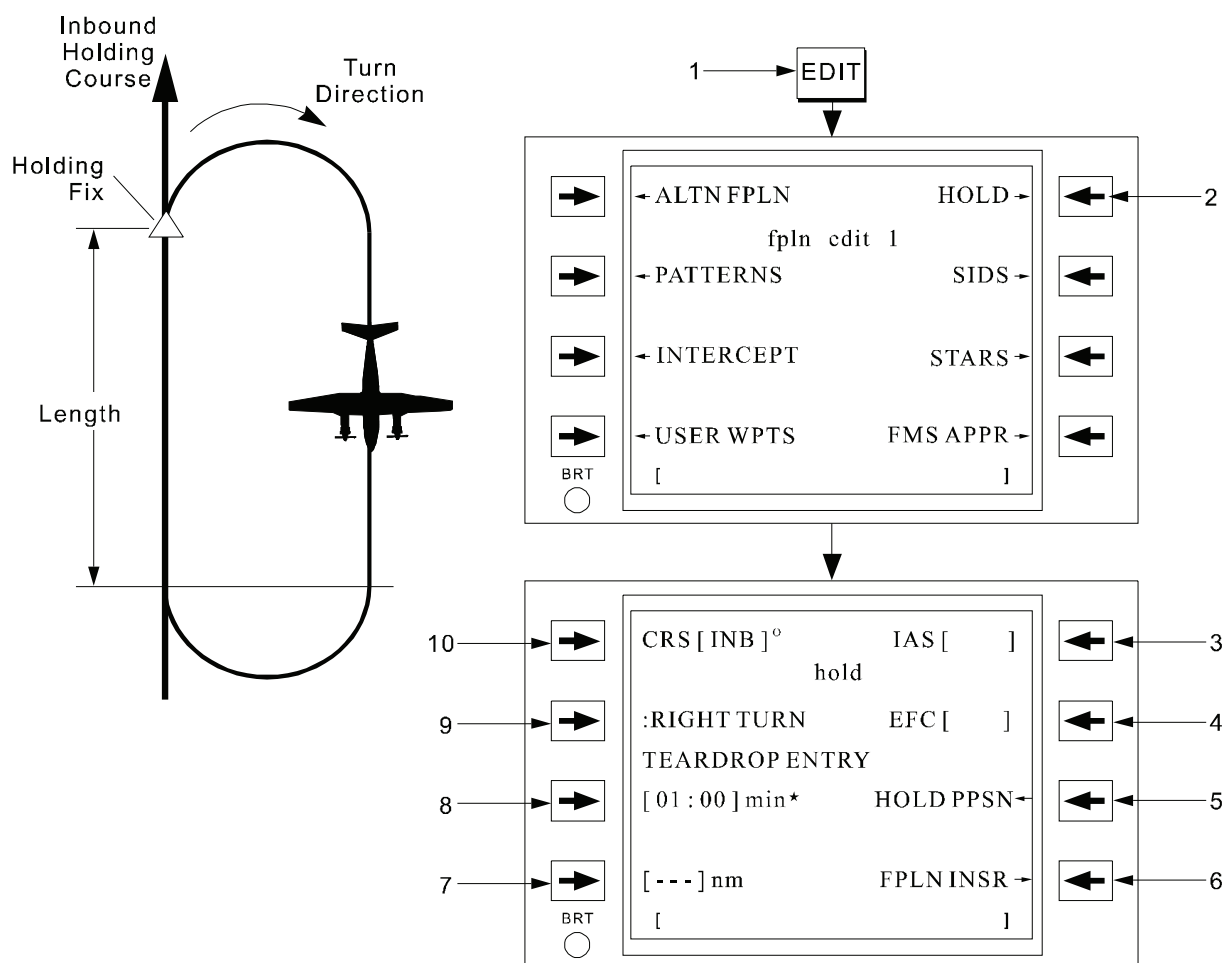 Inbound
Holding
Course
Turn
Direction
Holding
Fix
Length
1
EDIT
←ALTN FPLN HOLD→
2
fpln edit 1
←PATTERNS SIDS→
←INTERCEPT STARS→
←USER WPTS FMS APPR→
BRT
[ ]
10
CRS [ INB ]° IAS [ ]
3
hold
9
:RIGHT TURN EFC [ ]
4
TEARDROP ENTRY
8
[ 01 : 00 ] min★ HOLD PPSN←
5
7
[ - - - ] nm FPLN INSR→
6
BRT
[ ]